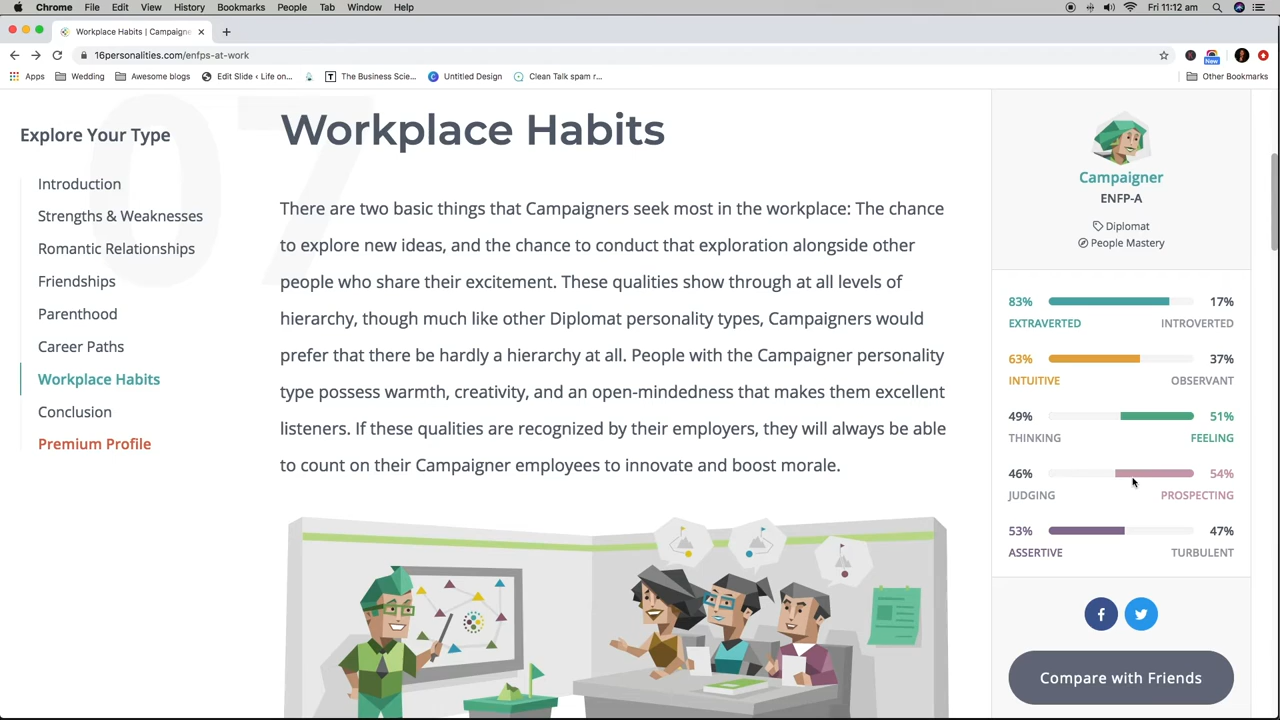 Chrome File Edit View History Bookmarks People Tab Window Help Fri 11:12 am
Workplace Habits | Campaigne
16personalities.com/enfps-at-work
New
Apps Wedding Awesome blogs Edit Slide ‹ Life on... T The Business Scie... Untitled Design Clean Talk spam r... Other Bookmarks
07
Explore Your Type
Introduction
Strengths & Weaknesses
Romantic Relationships
Friendships
Parenthood
Career Paths
Workplace Habits
Conclusion
Premium Profile
Workplace Habits
There are two basic things that Campaigners seek most in the workplace: The chance
to explore new ideas, and the chance to conduct that exploration alongside other
people who share their excitement. These qualities show through at all levels of
hierarchy, though much like other Diplomat personality types, Campaigners would
prefer that there be hardly a hierarchy at all. People with the Campaigner personality
type possess warmth, creativity, and an open-mindedness that makes them excellent
listeners. If these qualities are recognized by their employers, they will always be able
to count on their Campaigner employees to innovate and boost morale.
Campaigner
ENFP-A
Diplomat
People Mastery
83% 17%
EXTRAVERTED INTROVERTED
63% 37%
INTUITIVE OBSERVANT
49% 51%
THINKING FEELING
46% 54%
JUDGING PROSPECTING
53% 47%
ASSERTIVE TURBULENT
Compare with Friends